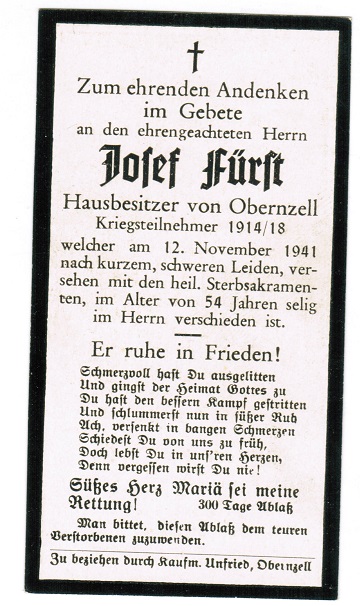 Zum ehrenden Andenken
im Gebete
an den ehrengeachteten Herrn
Josef Fürst
Hausbesitzer von Obernzell
Kriegsteilnehmer 1914/18
welcher am 12. November 1941
nach kurzem, schweren Leiden, ver-
sehen mit den heil. Sterbsakramen-
ten, im Alter von 54 Jahren selig
im Herrn verschieden ist.
Er ruhe in Frieden!
Schmerzvoll hast Du ausgelitten
Und gingst der Heimat Gottes zu
Du hast den bessern Kampf gestritten
Und schlummerst nun in süßer Ruh
Ach, versenkt in bangen Schmerzen
Schiedest Du von uns zu früh,
Doch lebst Du in uns'ren Herzen,
Denn vergessen wirst Du nie!
Süßes Herz Mariä sei meine
Rettung! 300 Tage Ablaß
Man bittet, diesen Ablaß dem teuren
Verstorbenen zuzuwenden.
Zu beziehen durch Kaufm. Unfried, Obernzell